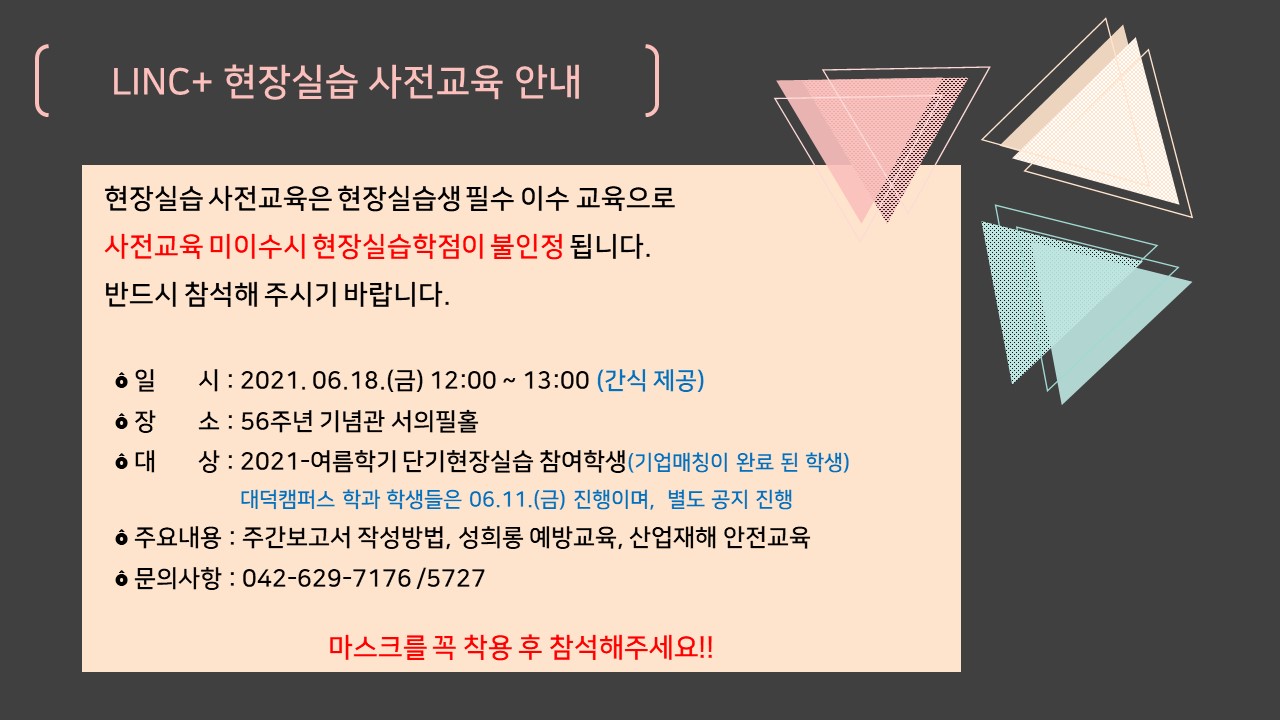 LINC+ 현장실습 사전교육 안내
현장실습 사전교육은 현장실습생 필수 이수 교육으로
사전교육 미이수시 현장실습학점이 불인정 됩니다.
반드시 참석해 주시기 바랍니다.
ô 일 시 : 2021. 06.18.(금) 12:00 ~ 13:00 (간식 제공)
ô 장 소 : 56주년 기념관 서의필홀
ô 대 상 : 2021-여름학기 단기현장실습 참여학생(기업매칭이 완료 된 학생)
대덕캠퍼스 학과 학생들은 06.11.(금) 진행이며, 별도 공지 진행
ô 주요내용 : 주간보고서 작성방법, 성희롱 예방교육, 산업재해 안전교육
ô 문의사항 : 042-629-7176 /5727
마스크를 꼭 착용 후 참석해주세요!!